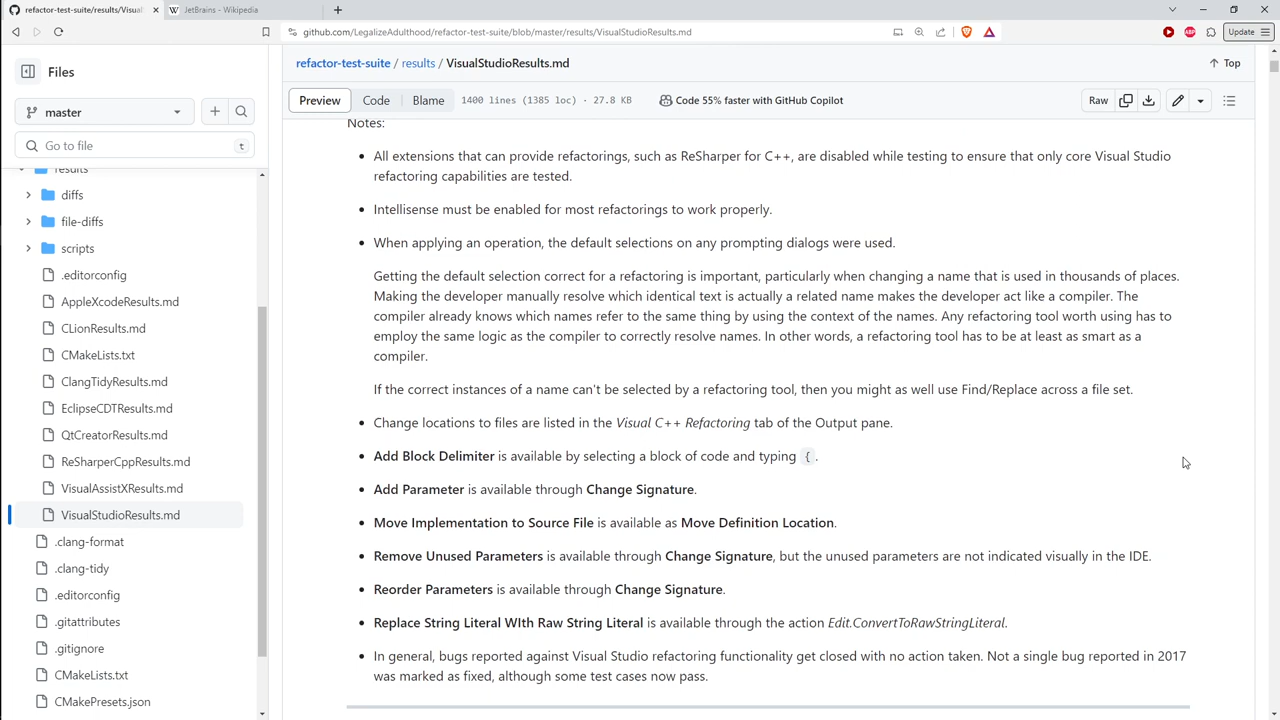 refactor-test-suite/results/Visual
JetBrains - Wikipedia
github.com/LegalizeAdulthood/refactor-test-suite/blob/master/results/VisualStudioResults.md
Update
Files
master
Go to file
t
results
diffs
file-diffs
scripts
.editorconfig
AppleXcodeResults.md
CLionResults.md
CMakeLists.txt
ClangTidyResults.md
EclipseCDTResults.md
QtCreatorResults.md
ReSharperCppResults.md
VisualAssistXResults.md
VisualStudioResults.md
.clang-format
.clang-tidy
.editorconfig
.gitattributes
.gitignore
CMakeLists.txt
CMakePresets.json
refactor-test-suite / results / VisualStudioResults.md
Top
Preview
Code
Blame
1400 lines (1385 loc) · 27.8 KB
Code 55% faster with GitHub Copilot
Raw
Notes:
• All extensions that can provide refactorings, such as ReSharper for C++, are disabled while testing to ensure that only core Visual Studio
refactoring capabilities are tested.
• Intellisense must be enabled for most refactorings to work properly.
• When applying an operation, the default selections on any prompting dialogs were used.
Getting the default selection correct for a refactoring is important, particularly when changing a name that is used in thousands of places.
Making the developer manually resolve which identical text is actually a related name makes the developer act like a compiler. The
compiler already knows which names refer to the same thing by using the context of the names. Any refactoring tool worth using has to
employ the same logic as the compiler to correctly resolve names. In other words, a refactoring tool has to be at least as smart as a
compiler.
If the correct instances of a name can't be selected by a refactoring tool, then you might as well use Find/Replace across a file set.
• Change locations to files are listed in the Visual C++ Refactoring tab of the Output pane.
• Add Block Delimiter is available by selecting a block of code and typing {.
• Add Parameter is available through Change Signature.
• Move Implementation to Source File is available as Move Definition Location.
• Remove Unused Parameters is available through Change Signature, but the unused parameters are not indicated visually in the IDE.
• Reorder Parameters is available through Change Signature.
• Replace String Literal WIth Raw String Literal is available through the action Edit.ConvertToRawStringLiteral.
• In general, bugs reported against Visual Studio refactoring functionality get closed with no action taken. Not a single bug reported in 2017
was marked as fixed, although some test cases now pass.